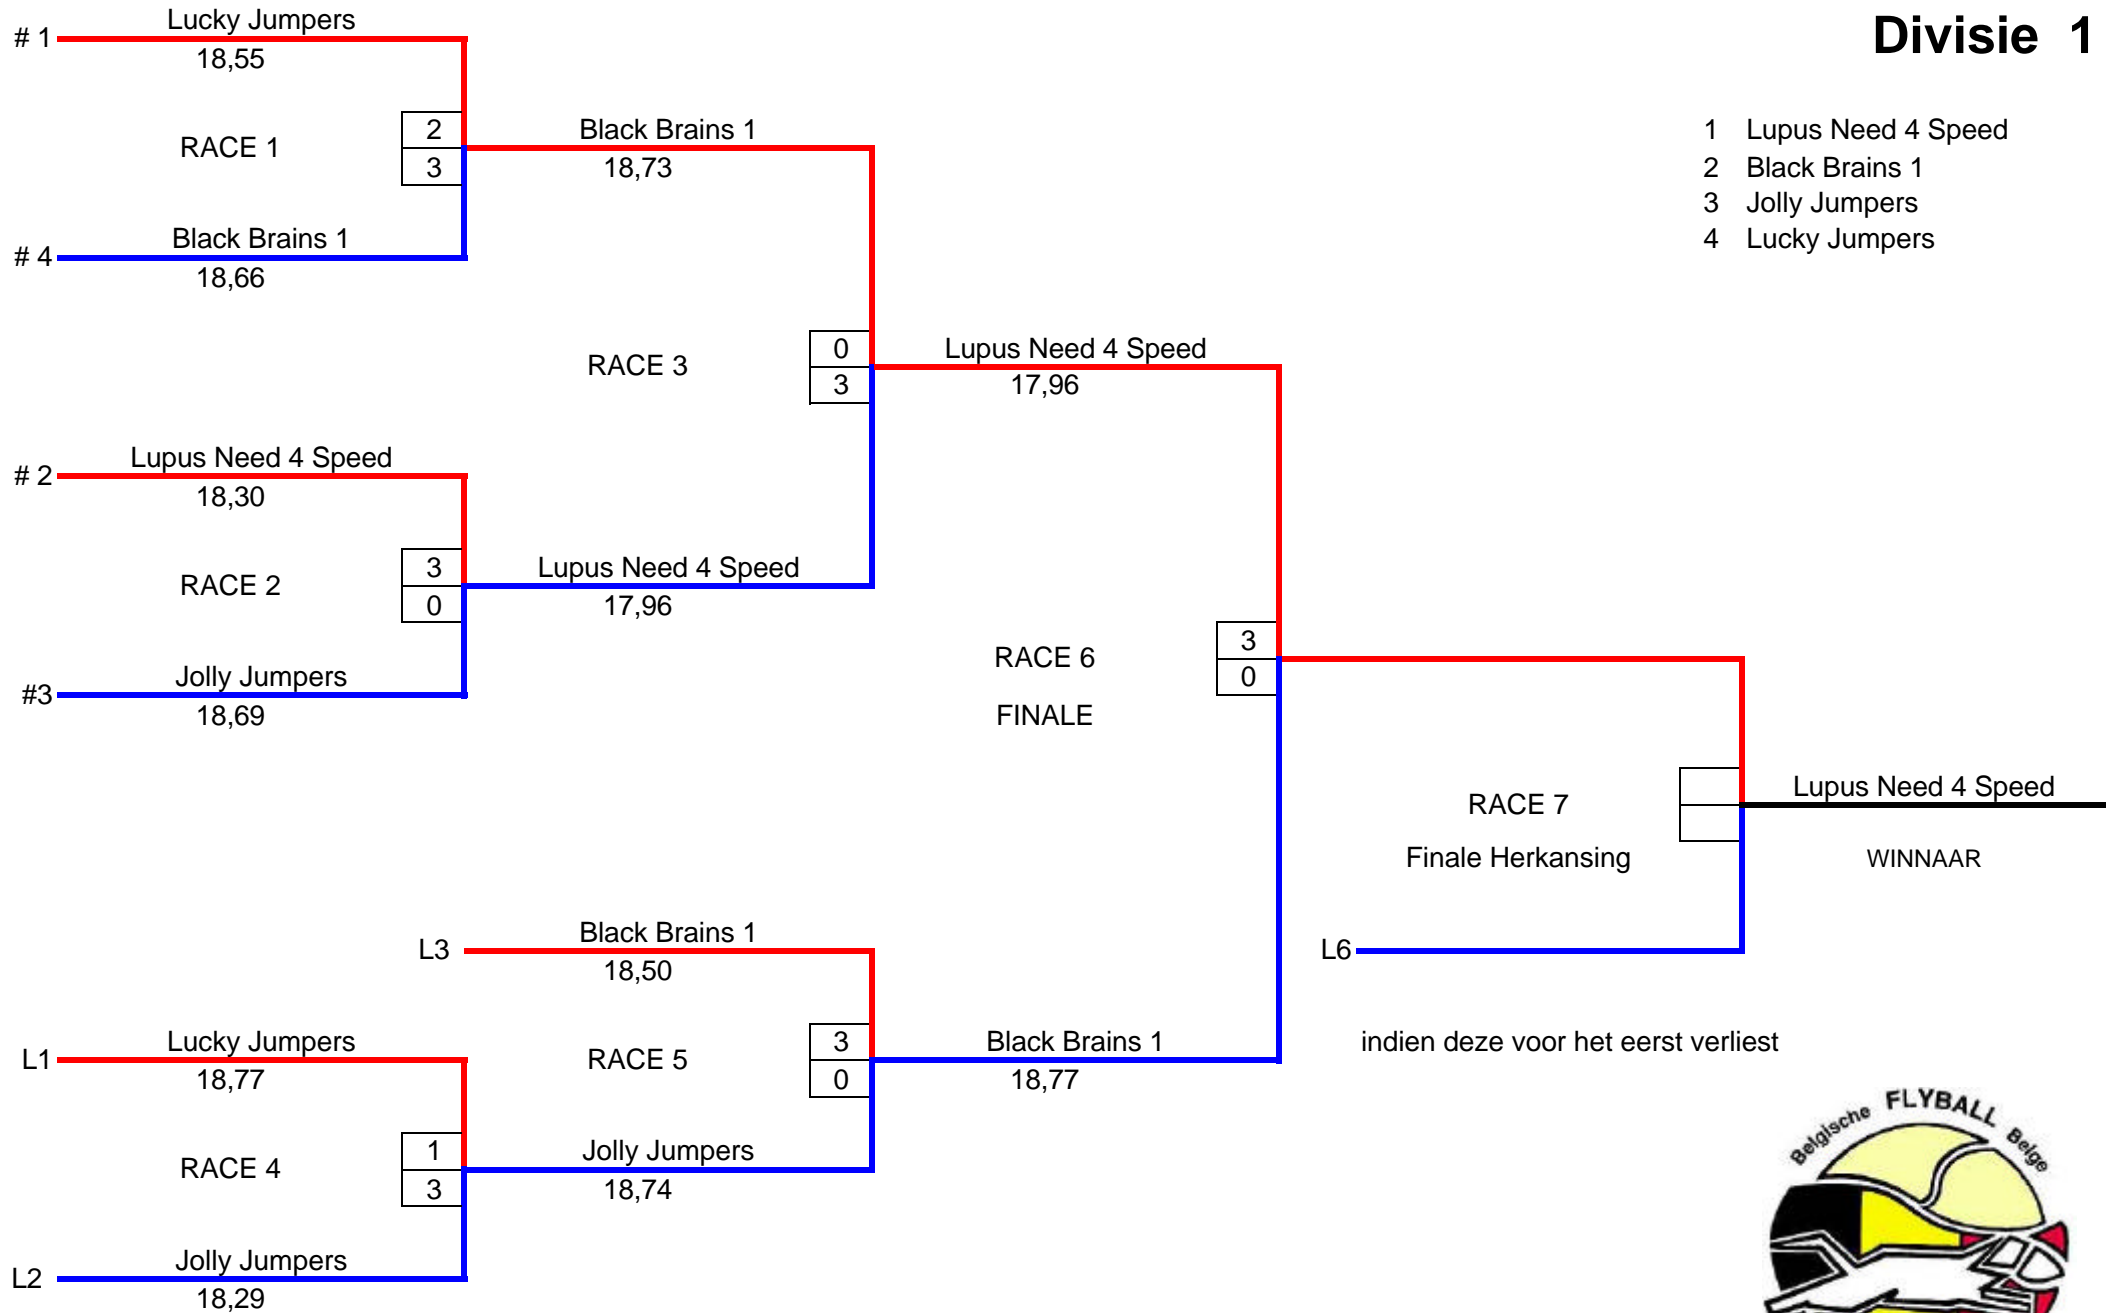 Divisie 1
1 Lupus Need 4 Speed
2 Black Brains 1
3 Jolly Jumpers
4 Lucky Jumpers
# 1 Lucky Jumpers
18,55
RACE 1
2
3
# 4 Black Brains 1
18,66
Black Brains 1
18,73
RACE 3
0
3
# 2 Lupus Need 4 Speed
18,30
RACE 2
3
0
#3 Jolly Jumpers
18,69
Lupus Need 4 Speed
17,96
Lupus Need 4 Speed
17,96
RACE 6
FINALE
3
0
RACE 7
Finale Herkansing
Lupus Need 4 Speed
WINNAAR
L6
indien deze voor het eerst verliest
L3 Black Brains 1
18,50
RACE 5
3
0
Black Brains 1
18,77
L1 Lucky Jumpers
18,77
RACE 4
1
3
Jolly Jumpers
18,74
L2 Jolly Jumpers
18,29
Belgische FLYBALL Belge